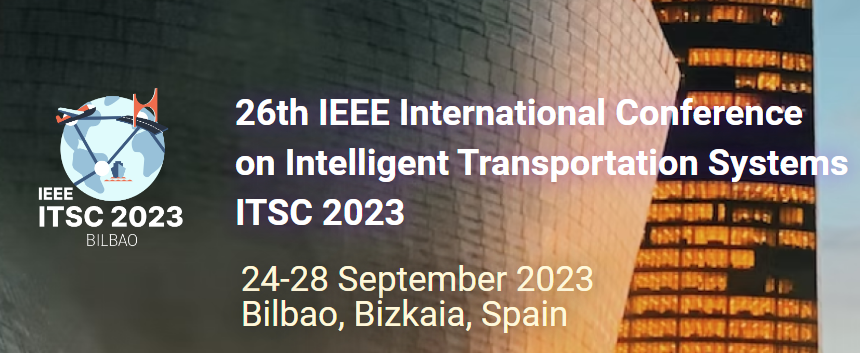 26th IEEE International Conference
on Intelligent Transportation Systems
ITSC 2023
24-28 September 2023
Bilbao, Bizkaia, Spain
IEEE
ITSC 2023
BILBAO